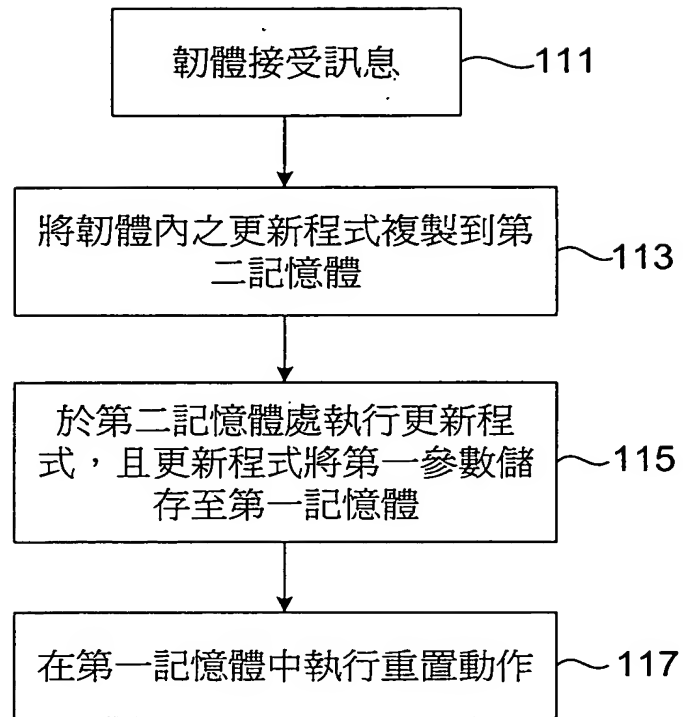 韌體接受訊息
111
將韌體內之更新程式複製到第
二記憶體
113
於第二記憶體處執行更新程
式，且更新程式將第一參數儲
存至第一記憶體
115
在第一記憶體中執行重置動作
117